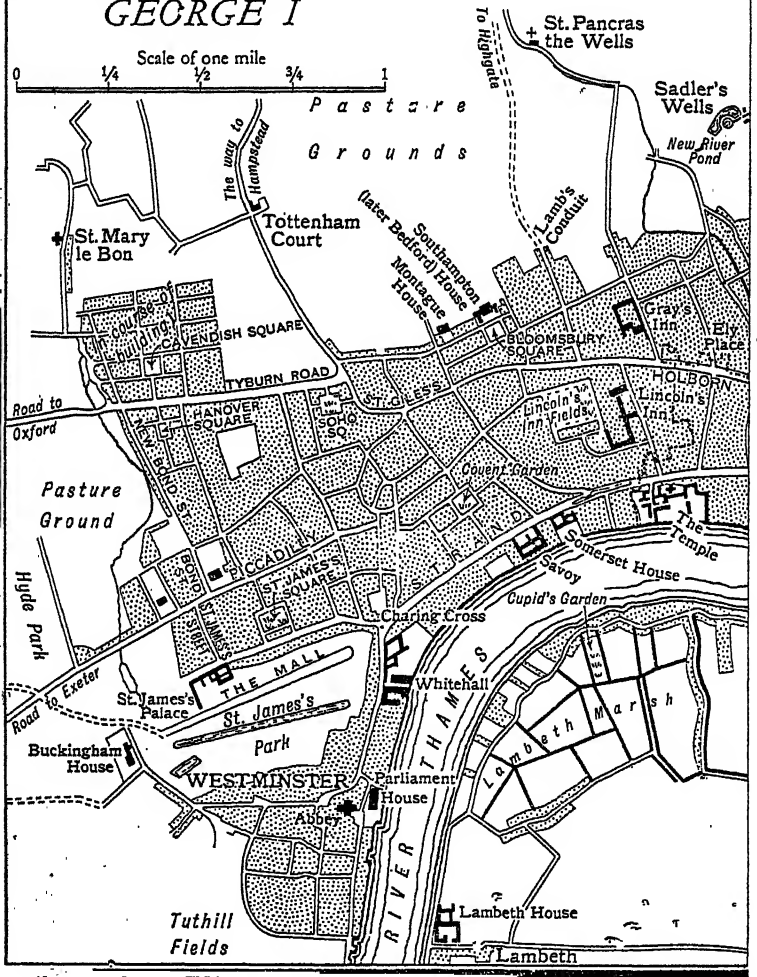 GEORGE I
Scale of one mile
0 1/4 1/2 3/4 1
To Highgate
St. Pancras
the Wells
Sadler's
Wells
New River
Pond
Pasture
Grounds
The way to
Hampstead
Tottenham
Court
Lamb's
Conduit
Southampton
(later Bedford) House
Montague
House
St. Mary
le Bon
In course of
building
CAVENDISH SQUARE
Gray's
Inn
Ely
Place
BLOOMSBURY
SQUARE
TYBURN ROAD
ST. GILES S
HOLBORN
Road to
Oxford
HANOVER
SQUARE
SOHO
SQ.
Lincoln's
Inn Fields
Lincoln's
Inn
NEW BOND ST.
Covent Garden
Pasture
Ground
PICCADILLY
STRAND
The
Temple
BOND
ST.
ST. JAMES'S
SQUARE
Savoy
Somerset House
Hyde Park
ST. JAMES'S
STREET
Cupid's Garden
Charing Cross
THE MALL
Whitehall
St. James's
Palace
St. James's
Park
Road to Exeter
Lambeth Marsh
Buckingham
House
WESTMINSTER
Parliament
House
Abbey
RIVER THAMES
Tuthill
Fields
Lambeth House
Lambeth